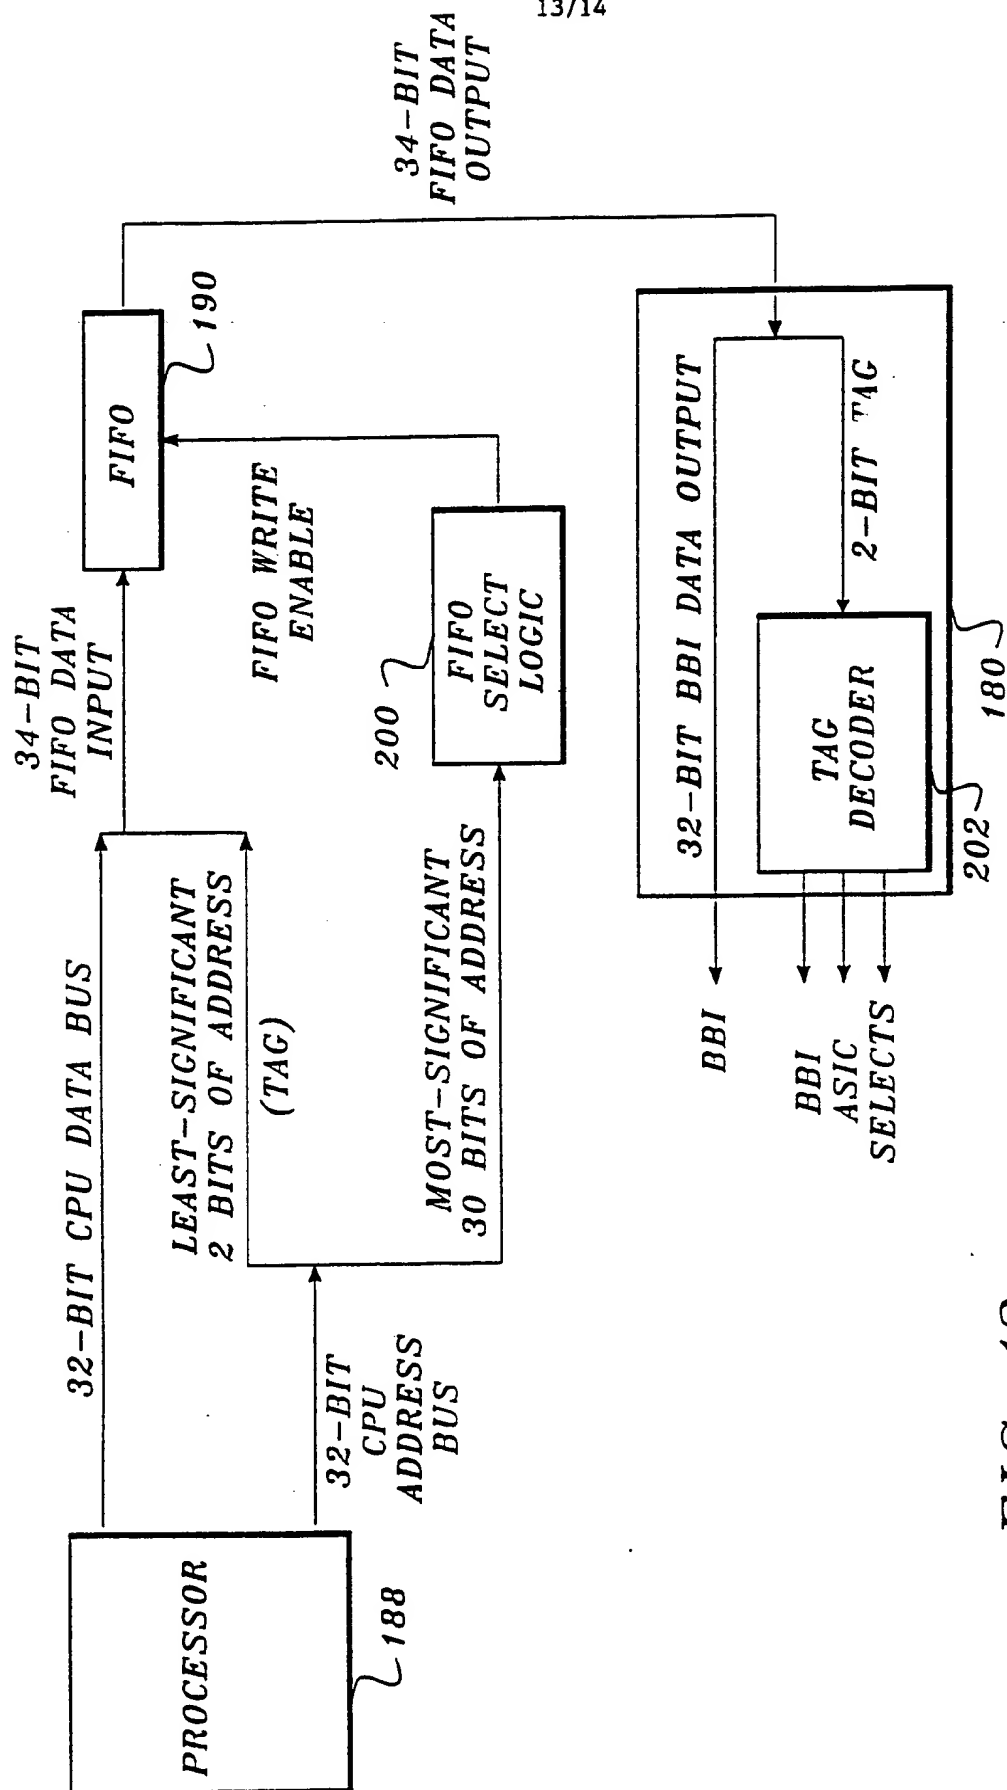 13/14
PROCESSOR
188
32-BIT CPU DATA BUS
32-BIT
CPU
ADDRESS
BUS
LEAST-SIGNIFICANT
2 BITS OF ADDRESS
(TAG)
MOST-SIGNIFICANT
30 BITS OF ADDRESS
34-BIT
FIFO DATA
INPUT
FIFO
190
FIFO WRITE
ENABLE
200
FIFO
SELECT
LOGIC
34-BIT
FIFO DATA
OUTPUT
32-BIT BBI DATA OUTPUT
2-BIT TAG
TAG
DECODER
202
180
BBI
BBI
ASIC
SELECTS